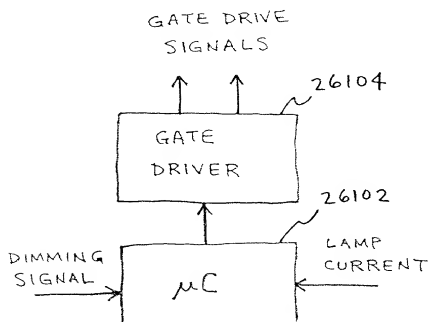 GATE DRIVE
SIGNALS
26104
GATE
DRIVER
26102
DIMMING
SIGNAL
μC
LAMP
CURRENT